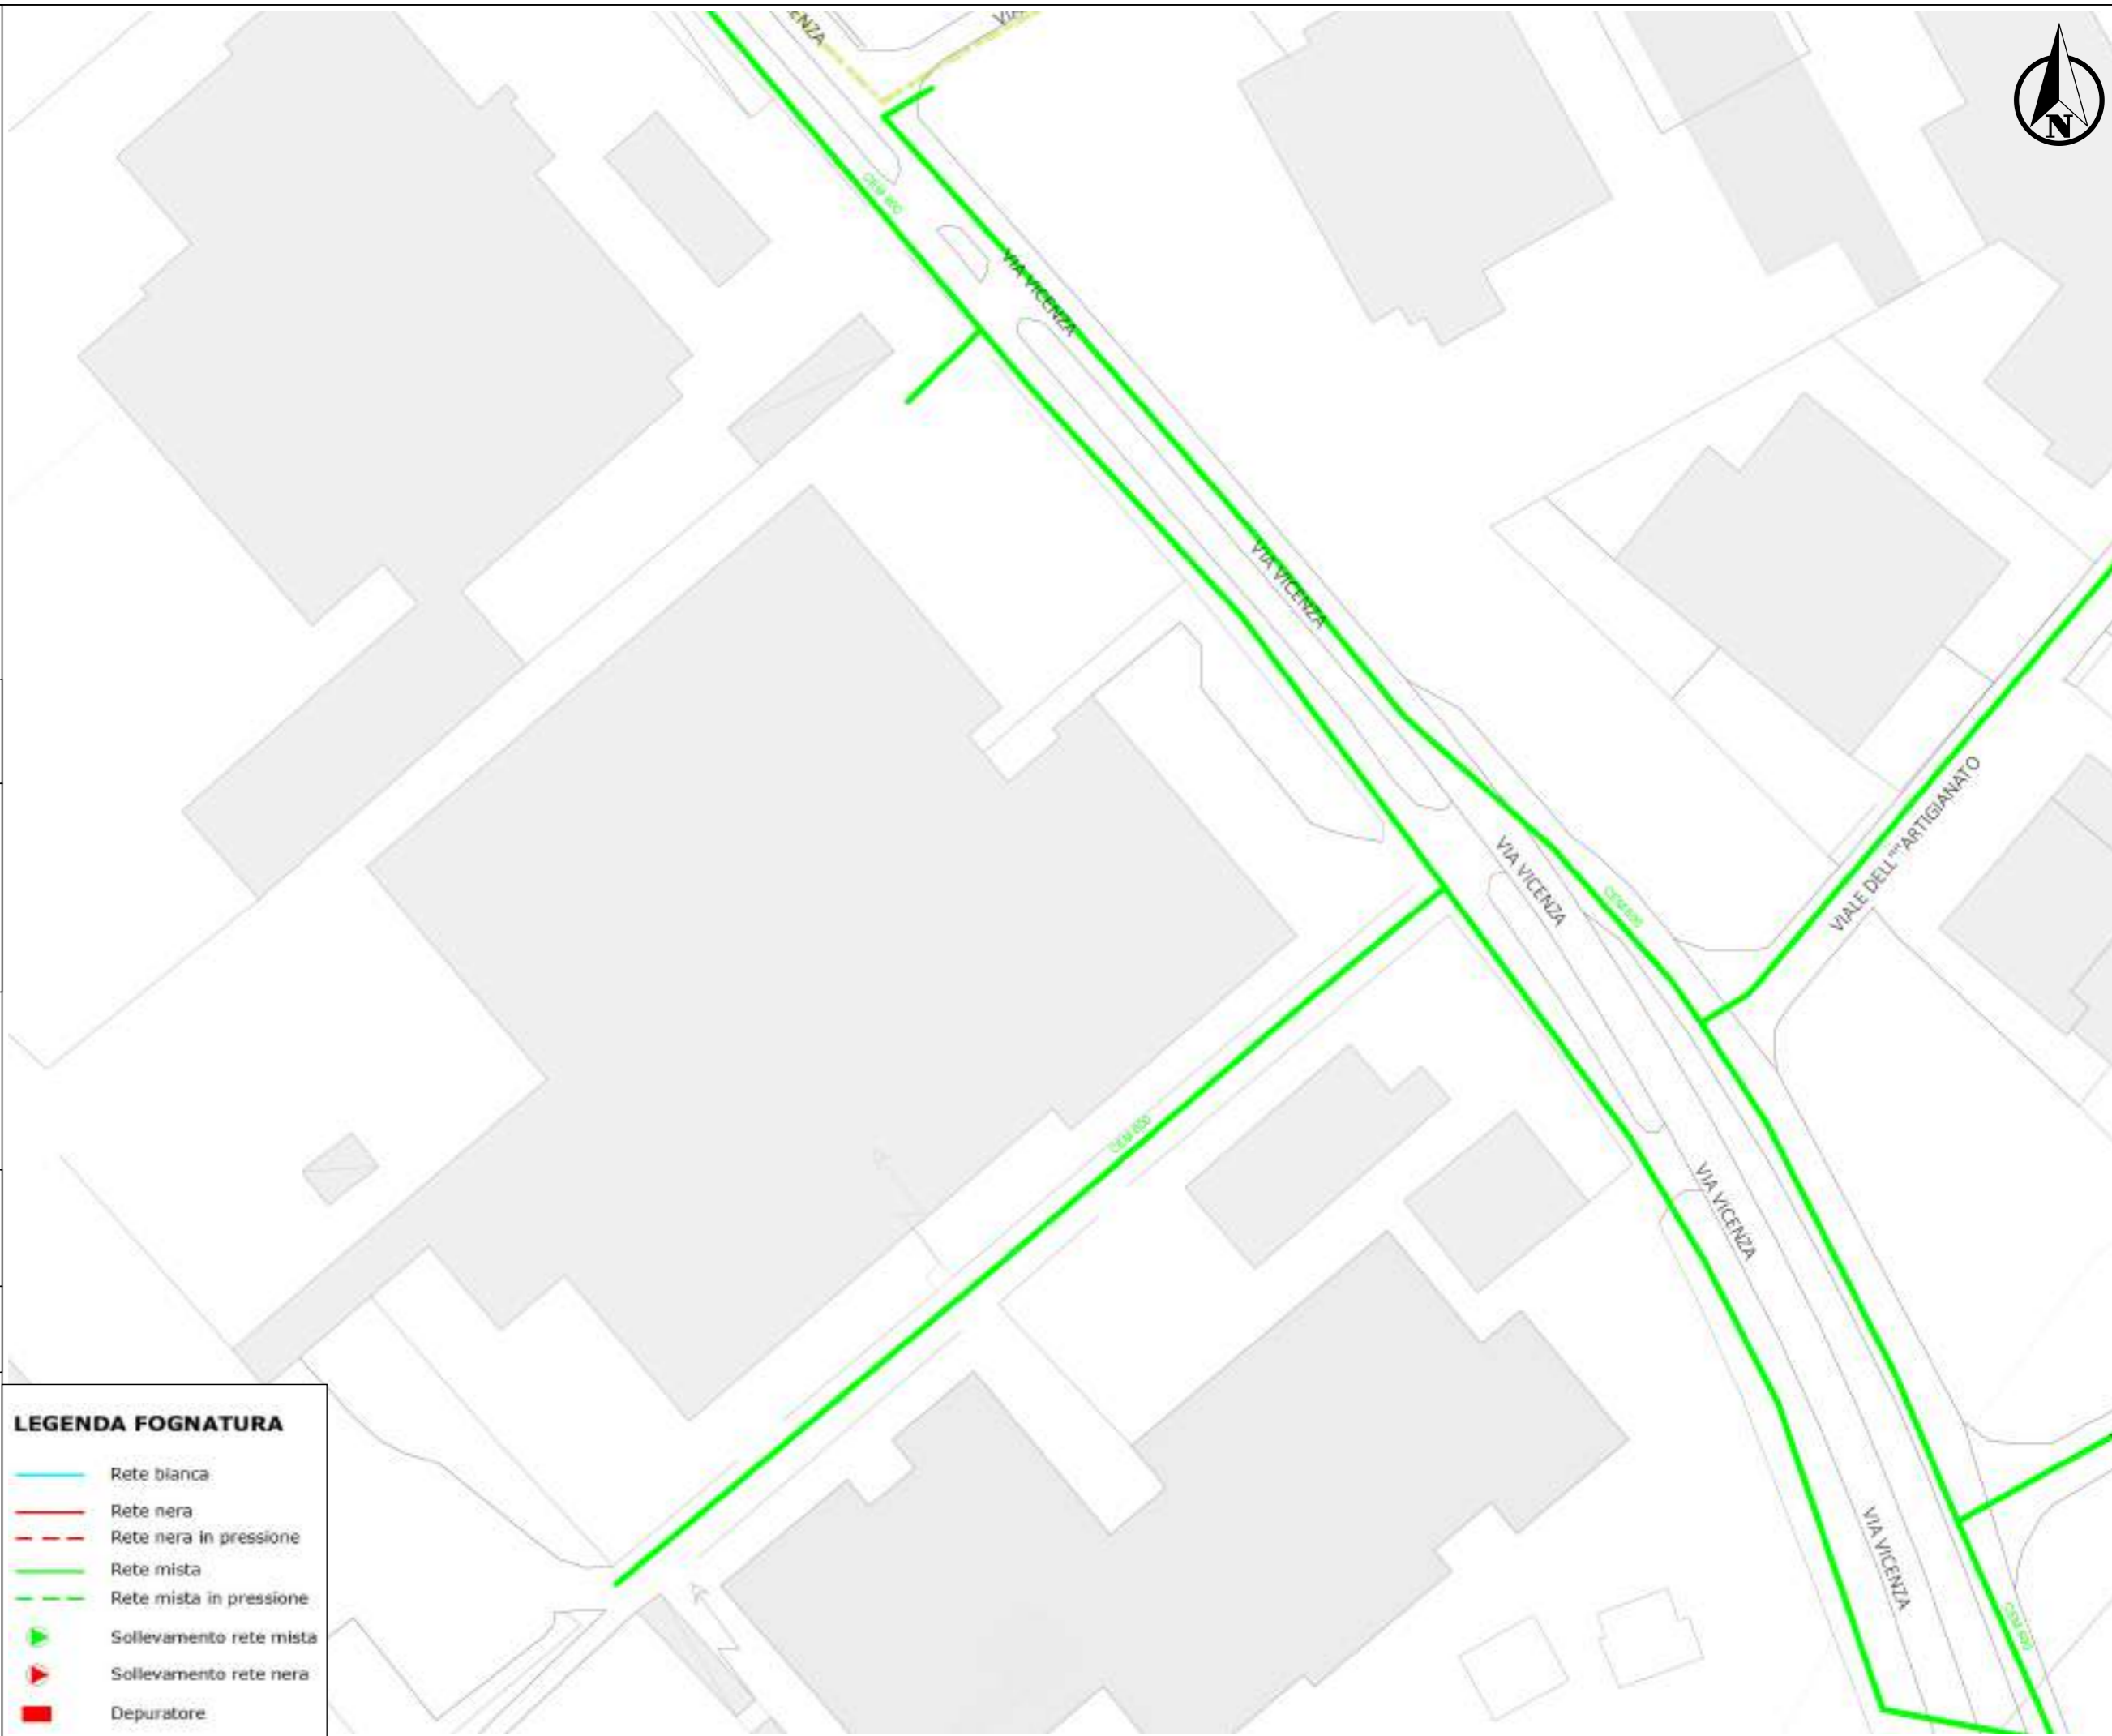 N
VIA VICENZA
VIA VICENZA
VIA VICENZA
VIALE DELL''''ARTIGIANATO
VIA VICENZA
VIA VICENZA
LEGENDA FOGNATURA
Rete bianca
Rete nera
Rete nera in pressione
Rete mista
Rete mista in pressione
Sollevamento rete mista
Sollevamento rete nera
Depuratore